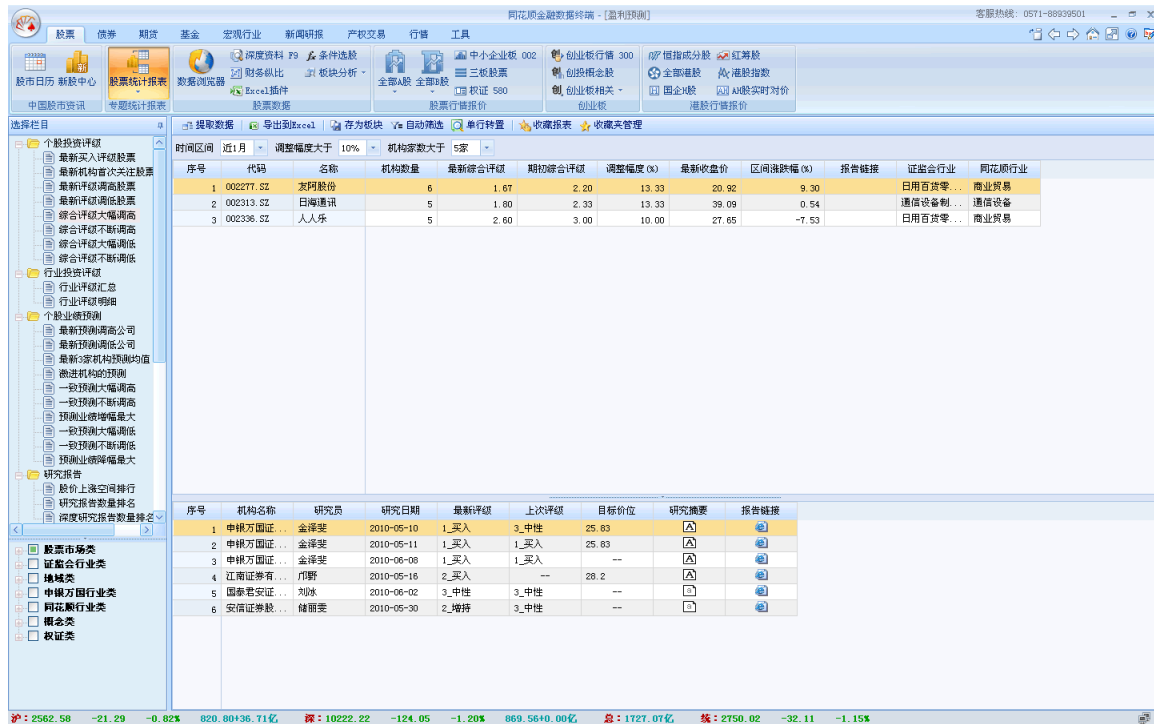 同花顺金融数据终端 - [盈利预测] 客服热线: 0571-88939501
股票 债券 期货 基金 宏观行业 新闻研报 产权交易 行情 工具
深度资料 F9 条件选股 中小企业板 002 创业板行情 300 恒指成分股 红筹股
股市日历 新股中心 股票统计报表 数据浏览器 财务纵比 板块分析 全部A股 全部B股 三板股票 创投概念股 全部港股 港股指数
Excel插件 权证 580 创业板相关 国企H股 AH股实时对价
中国股市资讯 专题统计报表 股票数据 股票行情报价 创业板 港股行情报价
选择栏目
提取数据 导出到Excel 存为板块 自动筛选 单行转置 收藏报表 收藏夹管理
时间区间 近1月 调整幅度大于 10% 机构家数大于 5家
个股投资评级
最新买入评级股票
最新机构首次关注股票
最新评级调高股票
最新评级调低股票
综合评级大幅调高
综合评级不断调高
综合评级大幅调低
综合评级不断调低
行业投资评级
行业评级汇总
行业评级明细
个股业绩预测
最新预测调高公司
最新预测调低公司
最新3家机构预测均值
激进机构的预测
一致预测大幅调高
一致预测不断调高
预测业绩增幅最大
一致预测大幅调低
一致预测不断调低
预测业绩降幅最大
研究报告
股价上涨空间排行
研究报告数量排名
深度研究报告数量排名
股票市场类
证监会行业类
地域类
申银万国行业类
同花顺行业类
概念类
权证类
序号 代码 名称 机构数量 最新综合评级 期初综合评级 调整幅度(%) 最新收盘价 区间涨跌幅(%) 报告链接 证监会行业 同花顺行业
1 002277.SZ 友阿股份 6 1.67 2.20 13.33 20.92 9.30 日用百货零... 商业贸易
2 002313.SZ 日海通讯 5 1.80 2.33 13.33 39.09 0.54 通信设备制... 通信设备
3 002336.SZ 人人乐 5 2.60 3.00 10.00 27.65 -7.53 日用百货零... 商业贸易
序号 机构名称 研究员 研究日期 最新评级 上次评级 目标价位 研究摘要 报告链接
1 申银万国证... 金泽斐 2010-05-10 1_买入 3_中性 25.83 A
2 申银万国证... 金泽斐 2010-05-11 1_买入 1_买入 25.83 A
3 申银万国证... 金泽斐 2010-06-08 1_买入 1_买入 -- A
4 江南证券有... 邝野 2010-05-16 2_买入 -- 28.2 A
5 国泰君安证... 刘冰 2010-06-02 3_中性 3_中性 -- a
6 安信证券股... 储丽雯 2010-05-30 2_增持 3_中性 -- a
沪:2562.58 -21.29 -0.82% 820.80+36.71亿 深:10222.22 -124.05 -1.20% 869.56+0.00亿 总:1727.07亿 统:2750.02 -32.11 -1.15%